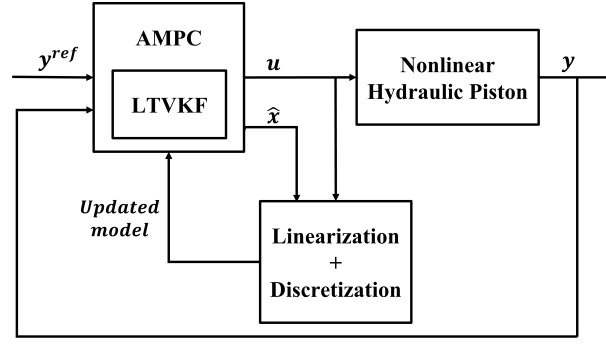 AMPC
y^{ref}
LTVKF
u
x̂
Nonlinear
Hydraulic Piston
y
Updated
model
Linearization
+
Discretization